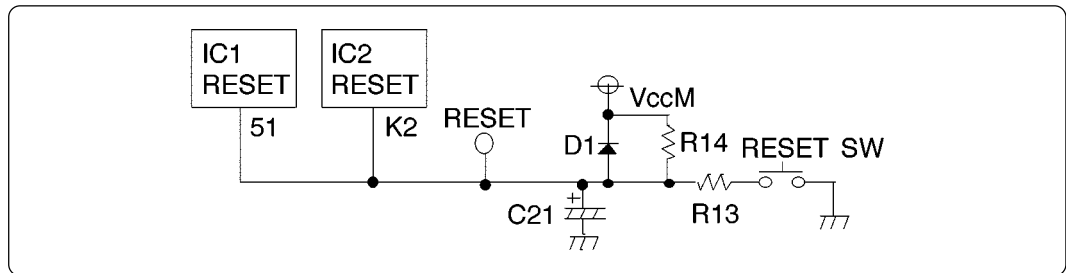 IC1
RESET
IC2
RESET
51
K2
RESET
VccM
D1
R14
RESET SW
+
C21
R13